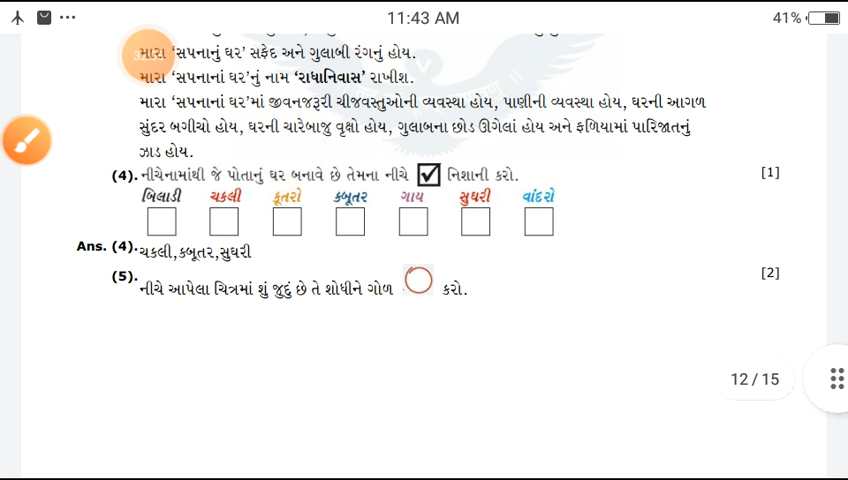 11:43 AM
41%
મારા ‘સપનાનું ઘર’ સફેદ અને ગુલાબી રંગનું હોય.
મારા ‘સપનાનાં ઘર’નું નામ ‘રાધાનિવાસ’ રાખીશ.
મારા ‘સપનાનાં ઘર’માં જીવનજરૂરી ચીજવસ્તુઓની વ્યવસ્થા હોય, પાણીની વ્યવસ્થા હોય, ઘરની આગળ
સુંદર બગીચો હોય, ઘરની ચારેબાજુ વૃક્ષો હોય, ગુલાબના છોડ ઊગેલાં હોય અને ફળિયામાં પારિજાતનું
ઝાડ હોય.
(4). નીચેનામાંથી જે પોતાનું ઘર બનાવે છે તેમના નીચે ☑ નિશાની કરો. [1]
બિલાડી ચકલી કૂતરો કબૂતર ગાય સુઘરી વાંદરો
Ans. (4). ચકલી,કબૂતર,સુઘરી
(5). નીચે આપેલા ચિત્રમાં શું જુદું છે તે શોધીને ગોળ કરો. [2]
12 / 15